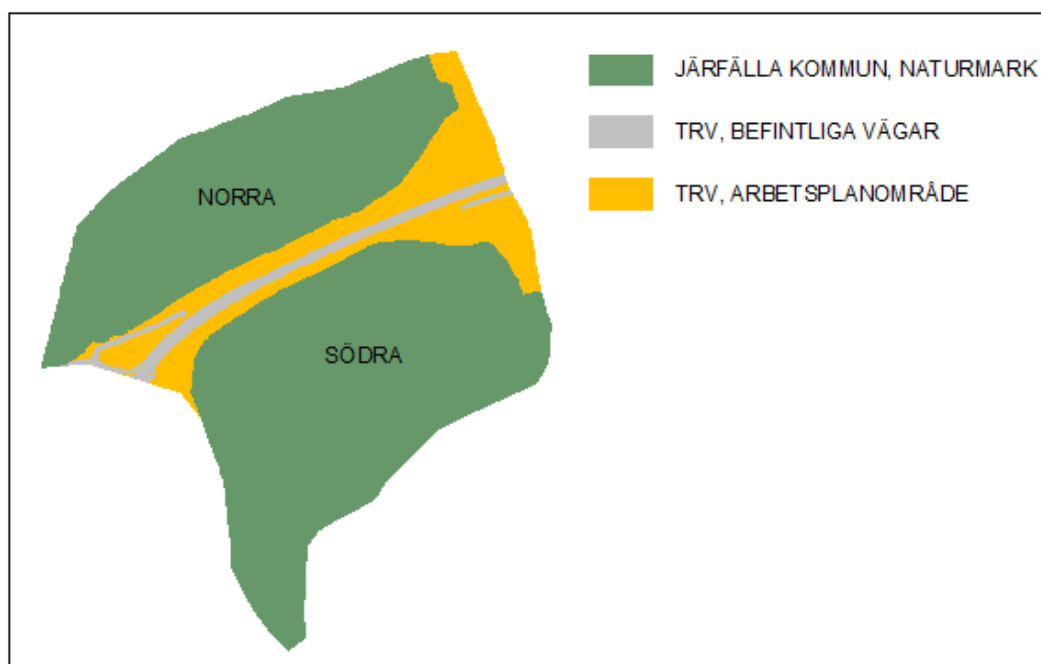 JÄRFÄLLA KOMMUN, NATURMARK
TRV, BEFINTLIGA VÄGAR
TRV, ARBETSPLANOMRÅDE
NORRA
SÖDRA